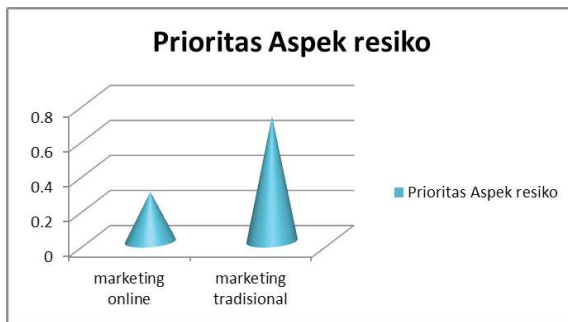 Prioritas Aspek resiko
0.8
0.6
0.4
0.2
0
marketing
online
marketing
tradisional
Prioritas Aspek resiko